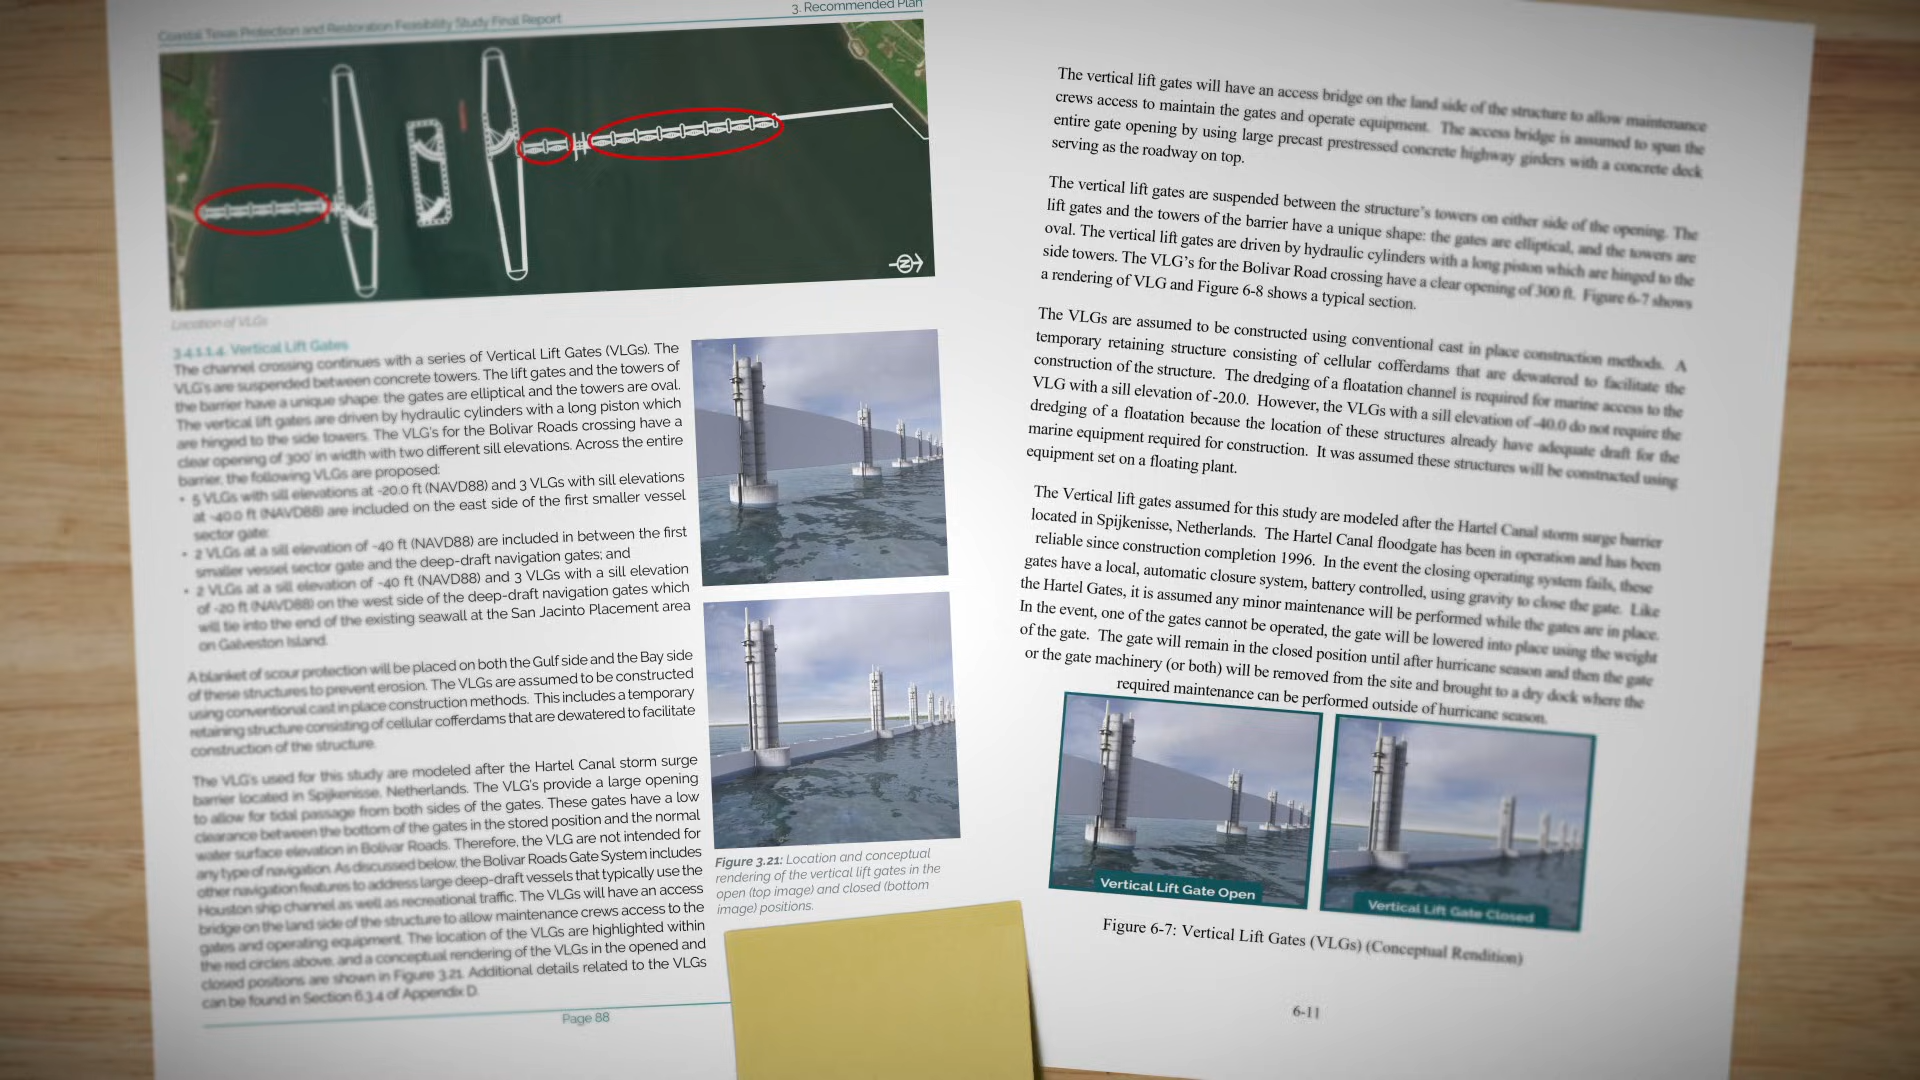 Coastal Texas Protection and Restoration Feasibility Study Final Report
3. Recommended Plan
N
Location of VLGs
3.4.1.1.4. Vertical Lift Gates
The channel crossing continues with a series of Vertical Lift Gates (VLGs). The
VLG's are suspended between concrete towers. The lift gates and the towers of
the barrier have a unique shape: the gates are elliptical and the towers are oval.
The vertical lift gates are driven by hydraulic cylinders with a long piston which
are hinged to the side towers. The VLG's for the Bolivar Roads crossing have a
clear opening of 300' in width with two different sill elevations. Across the entire
barrier, the following VLGs are proposed:
• 5 VLGs with sill elevations at -20.0 ft (NAVD88) and 3 VLGs with sill elevations
at -40.0 ft (NAVD88) are included on the east side of the first smaller vessel
sector gate;
• 2 VLGs at a sill elevation of -40 ft (NAVD88) are included in between the first
smaller vessel sector gate and the deep-draft navigation gates; and
• 2 VLGs at a sill elevation of -40 ft (NAVD88) and 3 VLGs with a sill elevation
of -20 ft (NAVD88) on the west side of the deep-draft navigation gates which
will tie into the end of the existing seawall at the San Jacinto Placement area
on Galveston Island.
A blanket of scour protection will be placed on both the Gulf side and the Bay side
of these structures to prevent erosion. The VLGs are assumed to be constructed
using conventional cast in place construction methods. This includes a temporary
retaining structure consisting of cellular cofferdams that are dewatered to facilitate
construction of the structure.
The VLG's used for this study are modeled after the Hartel Canal storm surge
barrier located in Spijkenisse, Netherlands. The VLG's provide a large opening
to allow for tidal passage from both sides of the gates. These gates have a low
clearance between the bottom of the gates in the stored position and the normal
water surface elevation in Bolivar Roads. Therefore, the VLG are not intended for
any type of navigation. As discussed below, the Bolivar Roads Gate System includes
other navigation features to address large deep-draft vessels that typically use the
Houston ship channel as well as recreational traffic. The VLGs will have an access
bridge on the land side of the structure to allow maintenance crews access to the
gates and operating equipment. The location of the VLGs are highlighted within
the red circles above, and a conceptual rendering of the VLGs in the opened and
closed positions are shown in Figure 3.21. Additional details related to the VLGs
can be found in Section 6.3.4 of Appendix D.
Figure 3.21: Location and conceptual
rendering of the vertical lift gates in the
open (top image) and closed (bottom
image) positions.
Page 88
The vertical lift gates will have an access bridge on the land side of the structure to allow maintenance
crews access to maintain the gates and operate equipment. The access bridge is assumed to span the
entire gate opening by using large precast prestressed concrete highway girders with a concrete deck
serving as the roadway on top.
The vertical lift gates are suspended between the structure's towers on either side of the opening. The
lift gates and the towers of the barrier have a unique shape: the gates are elliptical, and the towers are
oval. The vertical lift gates are driven by hydraulic cylinders with a long piston which are hinged to the
side towers. The VLG's for the Bolivar Road crossing have a clear opening of 300 ft. Figure 6-7 shows
a rendering of VLG and Figure 6-8 shows a typical section.
The VLGs are assumed to be constructed using conventional cast in place construction methods. A
temporary retaining structure consisting of cellular cofferdams that are dewatered to facilitate the
construction of the structure. The dredging of a floatation channel is required for marine access to the
VLG with a sill elevation of -20.0. However, the VLGs with a sill elevation of -40.0 do not require the
dredging of a floatation because the location of these structures already have adequate draft for the
marine equipment required for construction. It was assumed these structures will be constructed using
equipment set on a floating plant.
The Vertical lift gates assumed for this study are modeled after the Hartel Canal storm surge barrier
located in Spijkenisse, Netherlands. The Hartel Canal floodgate has been in operation and has been
reliable since construction completion 1996. In the event the closing operating system fails, these
gates have a local, automatic closure system, battery controlled, using gravity to close the gate. Like
the Hartel Gates, it is assumed any minor maintenance will be performed while the gates are in place.
In the event, one of the gates cannot be operated, the gate will be lowered into place using the weight
of the gate. The gate will remain in the closed position until after hurricane season and then the gate
or the gate machinery (or both) will be removed from the site and brought to a dry dock where the
required maintenance can be performed outside of hurricane season.
Vertical Lift Gate Open
Vertical Lift Gate Closed
Figure 6-7: Vertical Lift Gates (VLGs) (Conceptual Rendition)
6-11